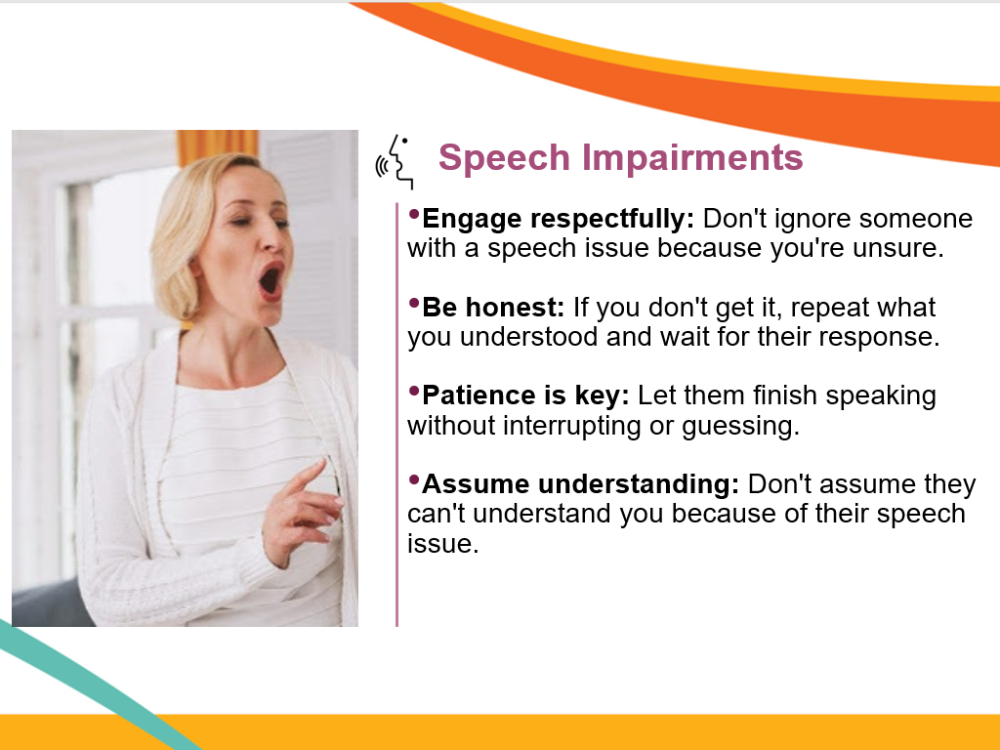 Speech Impairments
•Engage respectfully: Don't ignore someone
with a speech issue because you're unsure.
•Be honest: If you don't get it, repeat what
you understood and wait for their response.
•Patience is key: Let them finish speaking
without interrupting or guessing.
•Assume understanding: Don't assume they
can't understand you because of their speech
issue.